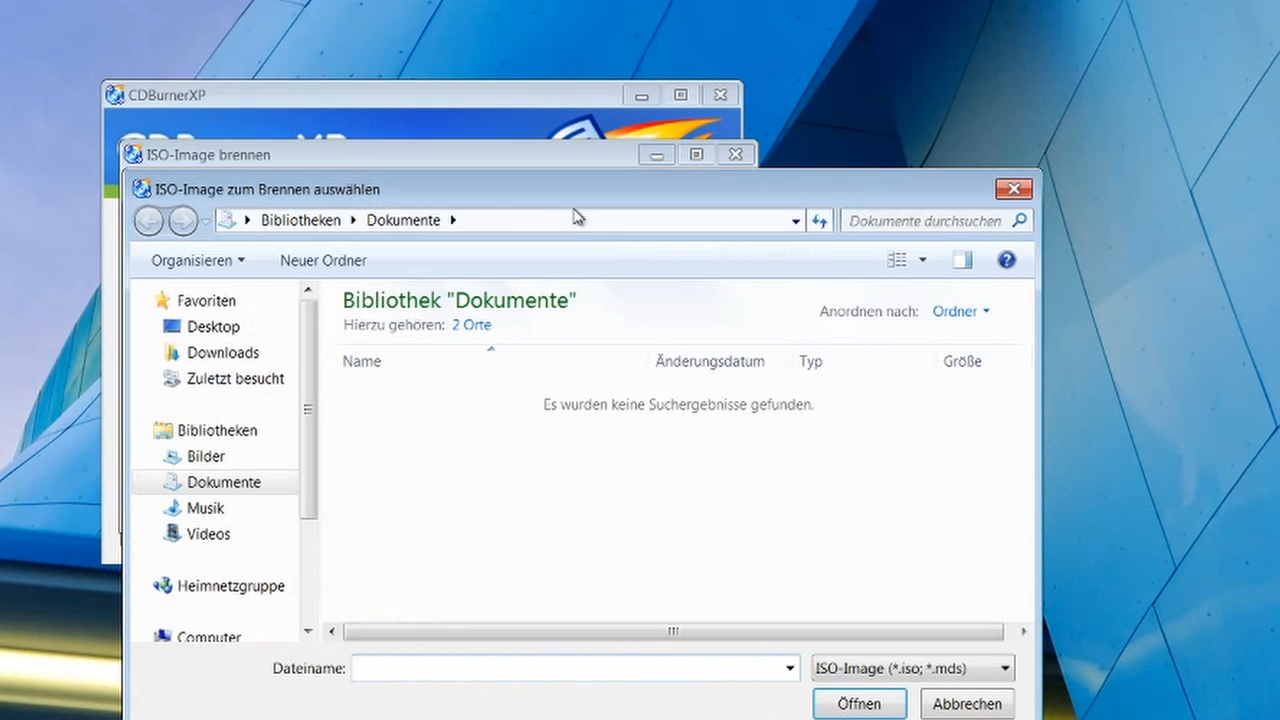 CDBurnerXP
ISO-Image brennen
ISO-Image zum Brennen auswählen
Bibliotheken Dokumente
Dokumente durchsuchen
Organisieren Neuer Ordner
Favoriten
Desktop
Downloads
Zuletzt besucht
Bibliotheken
Bilder
Dokumente
Musik
Videos
Heimnetzgruppe
Computer
Bibliothek "Dokumente"
Hierzu gehören: 2 Orte
Anordnen nach: Ordner
Name Änderungsdatum Typ Größe
Es wurden keine Suchergebnisse gefunden.
Dateiname:
ISO-Image (*.iso; *.mds)
Öffnen Abbrechen